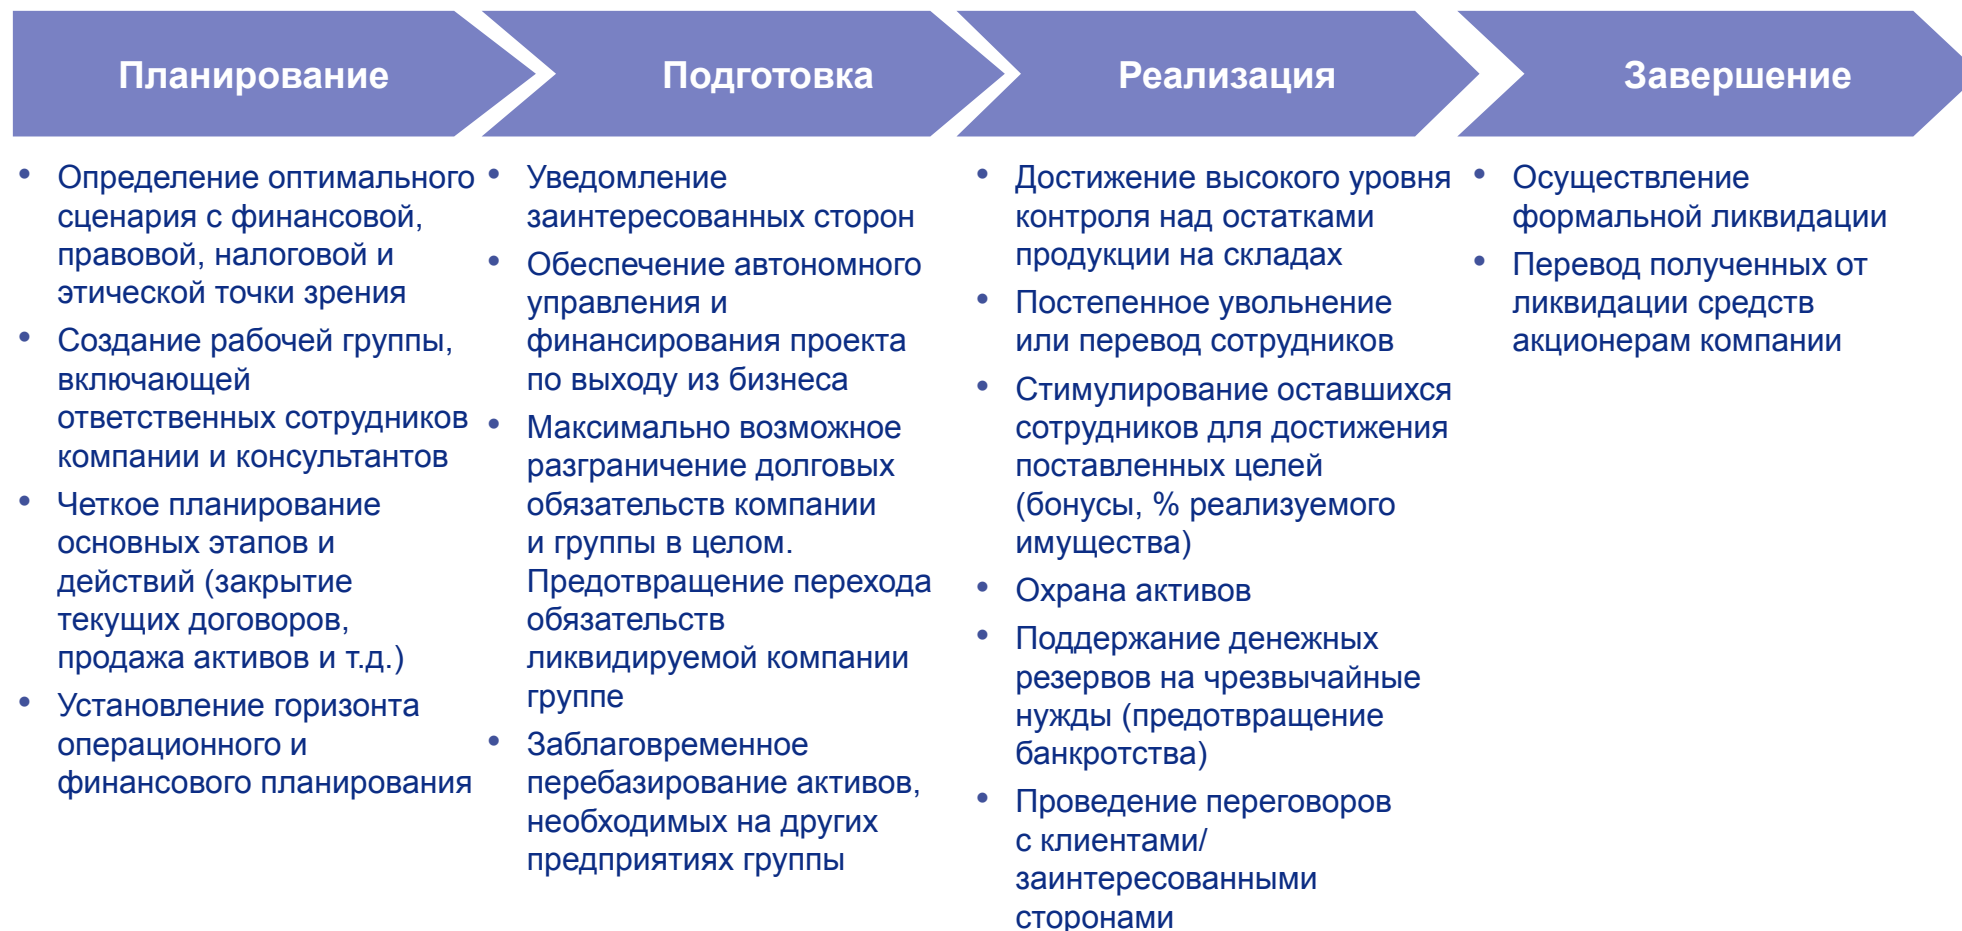 Планирование
Подготовка
Реализация
Завершение
• Определение оптимального
сценария с финансовой,
правовой, налоговой и
этической точки зрения
• Создание рабочей группы,
включающей
ответственных сотрудников
компании и консультантов
• Четкое планирование
основных этапов и
действий (закрытие
текущих договоров,
продажа активов и т.д.)
• Установление горизонта
операционного и
финансового планирования
• Уведомление
заинтересованных сторон
• Обеспечение автономного
управления и
финансирования проекта
по выходу из бизнеса
• Максимально возможное
разграничение долговых
обязательств компании
и группы в целом.
Предотвращение перехода
обязательств
ликвидируемой компании
группе
• Заблаговременное
перебазирование активов,
необходимых на других
предприятиях группы
• Достижение высокого уровня
контроля над остатками
продукции на складах
• Постепенное увольнение
или перевод сотрудников
• Стимулирование оставшихся
сотрудников для достижения
поставленных целей
(бонусы, % реализуемого
имущества)
• Охрана активов
• Поддержание денежных
резервов на чрезвычайные
нужды (предотвращение
банкротства)
• Проведение переговоров
с клиентами/
заинтересованными
сторонами
• Осуществление
формальной ликвидации
• Перевод полученных от
ликвидации средств
акционерам компании